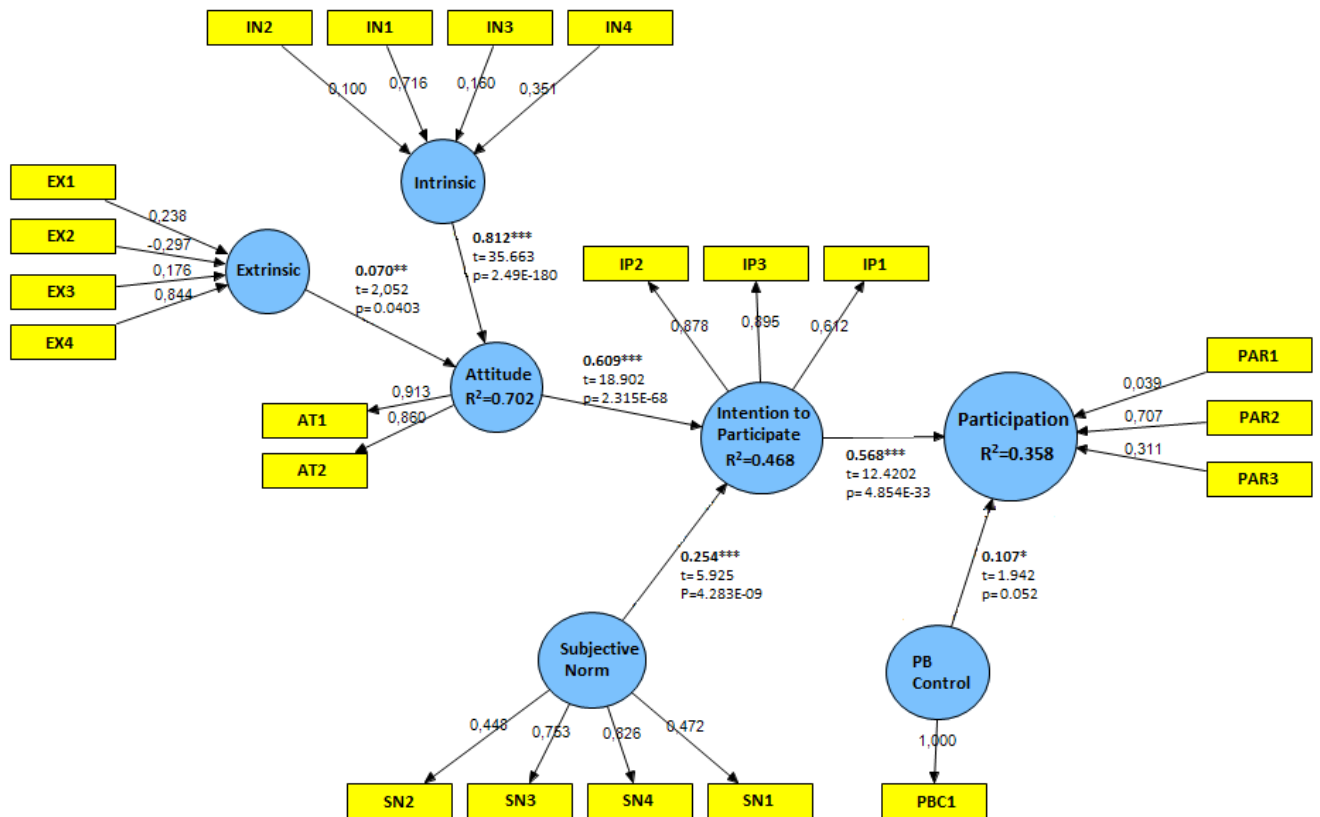 IN2
IN1
IN3
IN4
0,100
0,716
0,160
0,351
Intrinsic
EX1
EX2
EX3
EX4
0,238
-0,297
0,176
0,844
Extrinsic
0.070**
t=2,052
p=0.0403
0.812***
t=35.663
p=2.49E-180
Attitude
R²=0.702
0,913
0,860
AT1
AT2
0.609***
t=18.902
p=2.315E-68
IP2
IP3
IP1
0,878
0,895
0,612
Intention to
Participate
R²=0.468
0.568***
t=12.4202
p=4.854E-33
Participation
R²=0.358
0,039
0,707
0,311
PAR1
PAR2
PAR3
0.254***
t=5.925
P=4.283E-09
0.107*
t=1.942
p=0.052
Subjective
Norm
0,448
0,753
0,826
0,472
SN2
SN3
SN4
SN1
PB
Control
1,000
PBC1